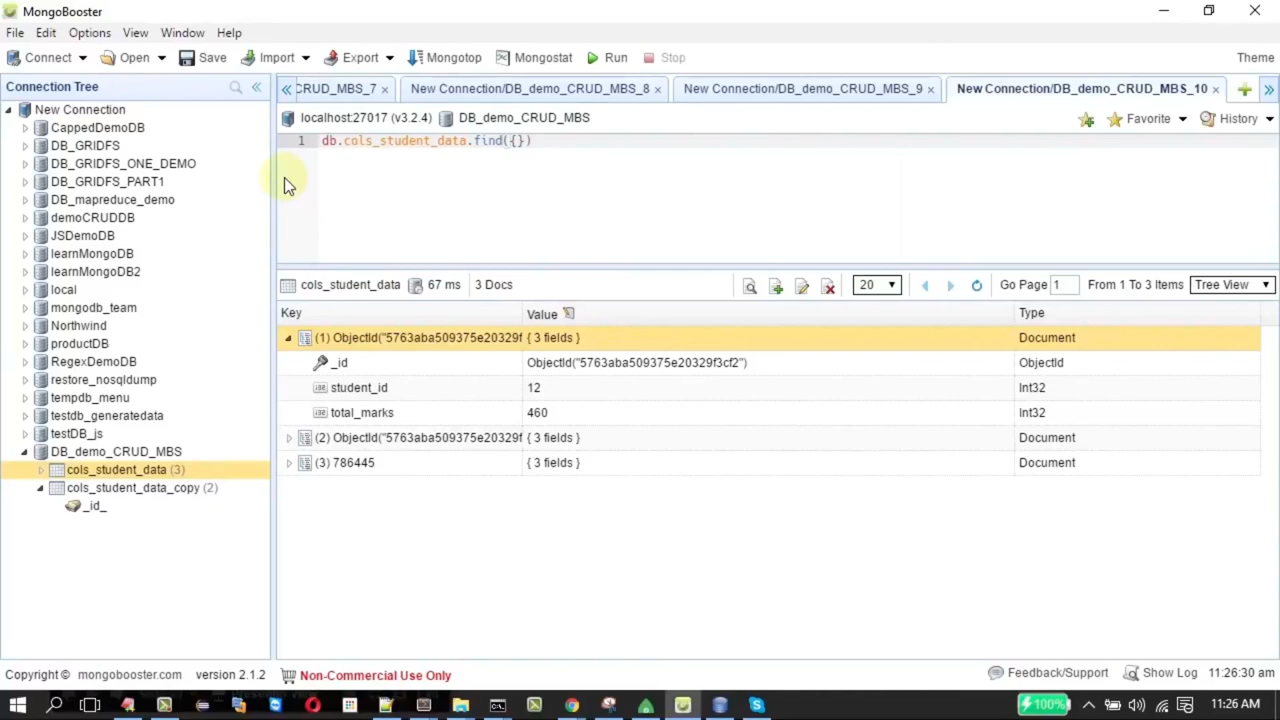 MongoBooster
File Edit Options View Window Help
Connect Open Save Import Export Mongotop Mongostat Run Stop Theme
Connection Tree
New Connection
CappedDemoDB
DB_GRIDFS
DB_GRIDFS_ONE_DEMO
DB_GRIDFS_PART1
DB_mapreduce_demo
demoCRUDDB
JSDemoDB
learnMongoDB
learnMongoDB2
local
mongodb_team
Northwind
productDB
RegexDemoDB
restore_nosqldump
tempdb_menu
testdb_generatedata
testDB_js
DB_demo_CRUD_MBS
cols_student_data (3)
cols_student_data_copy (2)
_id_
CRUD_MBS_7 × New Connection/DB_demo_CRUD_MBS_8 × New Connection/DB_demo_CRUD_MBS_9 × New Connection/DB_demo_CRUD_MBS_10 ×
localhost:27017 (v3.2.4) DB_demo_CRUD_MBS Favorite History
1 db.cols_student_data.find({})
cols_student_data 67 ms 3 Docs 20 Go Page 1 From 1 To 3 Items Tree View
Key Value Type
(1) ObjectId("5763aba509375e20329f { 3 fields } Document
_id ObjectId("5763aba509375e20329f3cf2") ObjectId
student_id 12 Int32
total_marks 460 Int32
(2) ObjectId("5763aba509375e20329f { 3 fields } Document
(3) 786445 { 3 fields } Document
Copyright © mongobooster.com version 2.1.2 Non-Commercial Use Only Feedback/Support Show Log 11:26:30 am
100% 11:26 AM